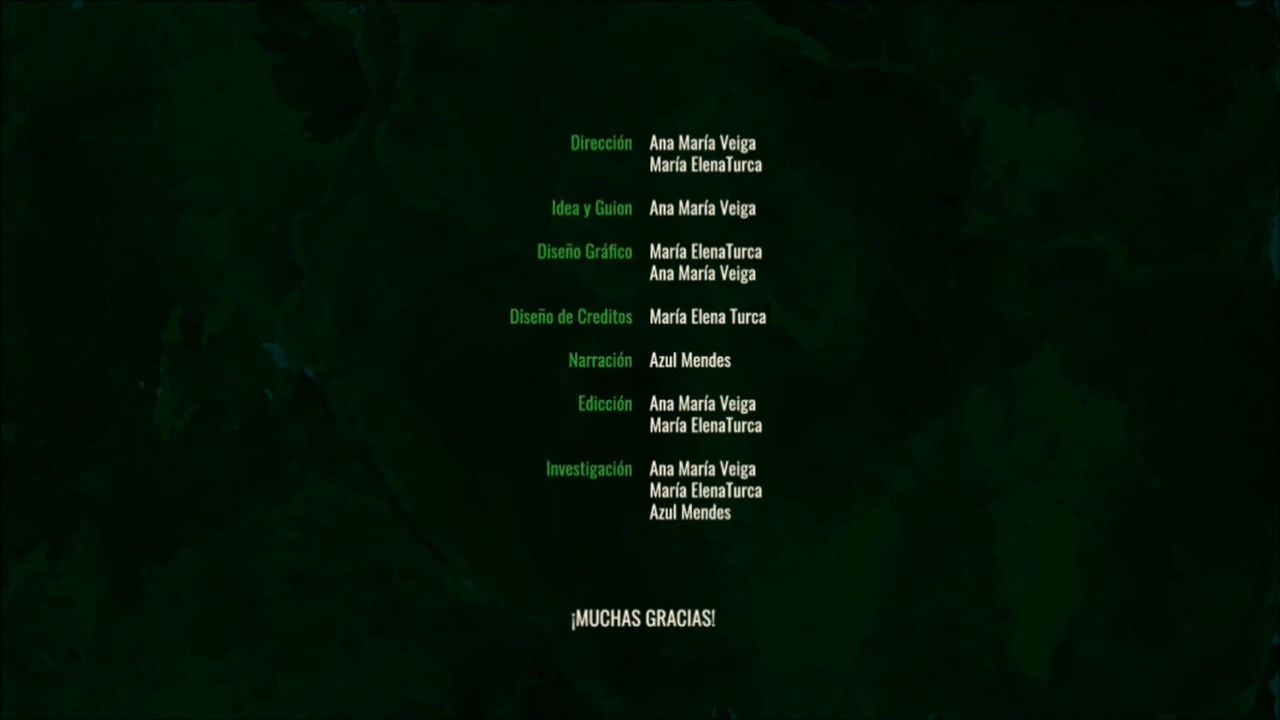 Dirección Ana María Veiga
María ElenaTurca
Idea y Guion Ana María Veiga
Diseño Gráfico María ElenaTurca
Ana María Veiga
Diseño de Creditos María Elena Turca
Narración Azul Mendes
Edicción Ana María Veiga
María ElenaTurca
Investigación Ana María Veiga
María ElenaTurca
Azul Mendes
¡MUCHAS GRACIAS!